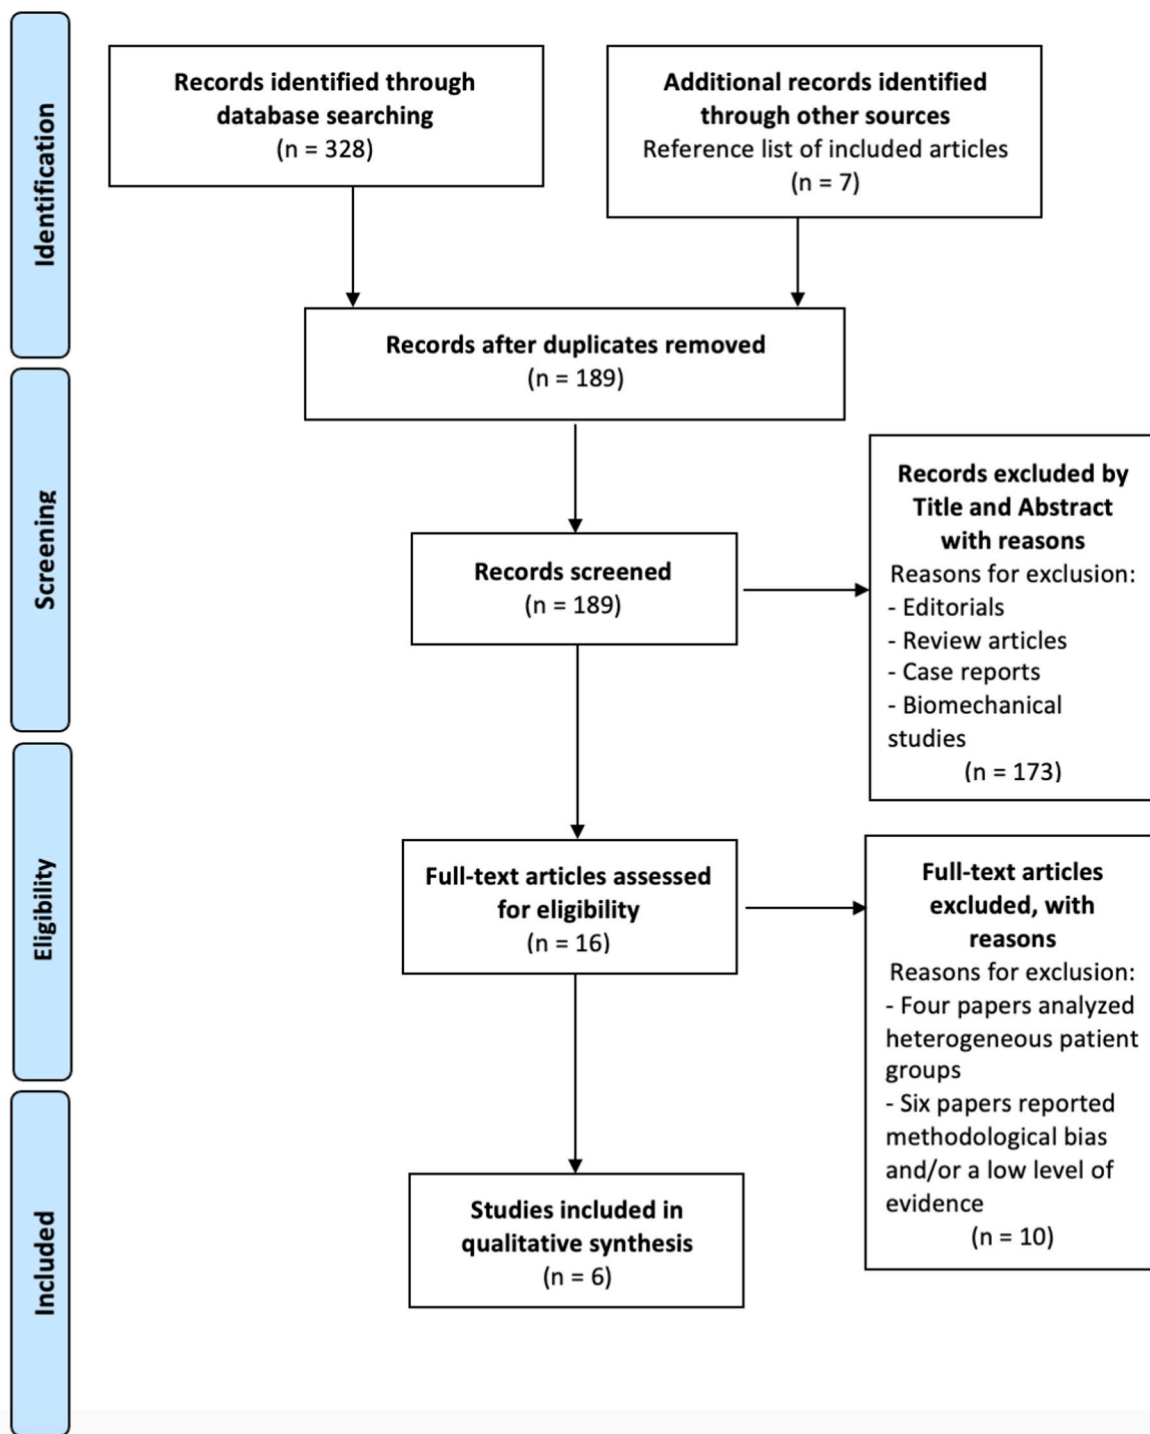 Identification
Records identified through
database searching
(n = 328)
Additional records identified
through other sources
Reference list of included articles
(n = 7)
Records after duplicates removed
(n = 189)
Screening
Records screened
(n = 189)
Records excluded by
Title and Abstract
with reasons
Reasons for exclusion:
- Editorials
- Review articles
- Case reports
- Biomechanical
studies
(n = 173)
Eligibility
Full-text articles assessed
for eligibility
(n = 16)
Full-text articles
excluded, with
reasons
Reasons for exclusion:
- Four papers analyzed
heterogeneous patient
groups
- Six papers reported
methodological bias
and/or a low level of
evidence
(n = 10)
Included
Studies included in
qualitative synthesis
(n = 6)